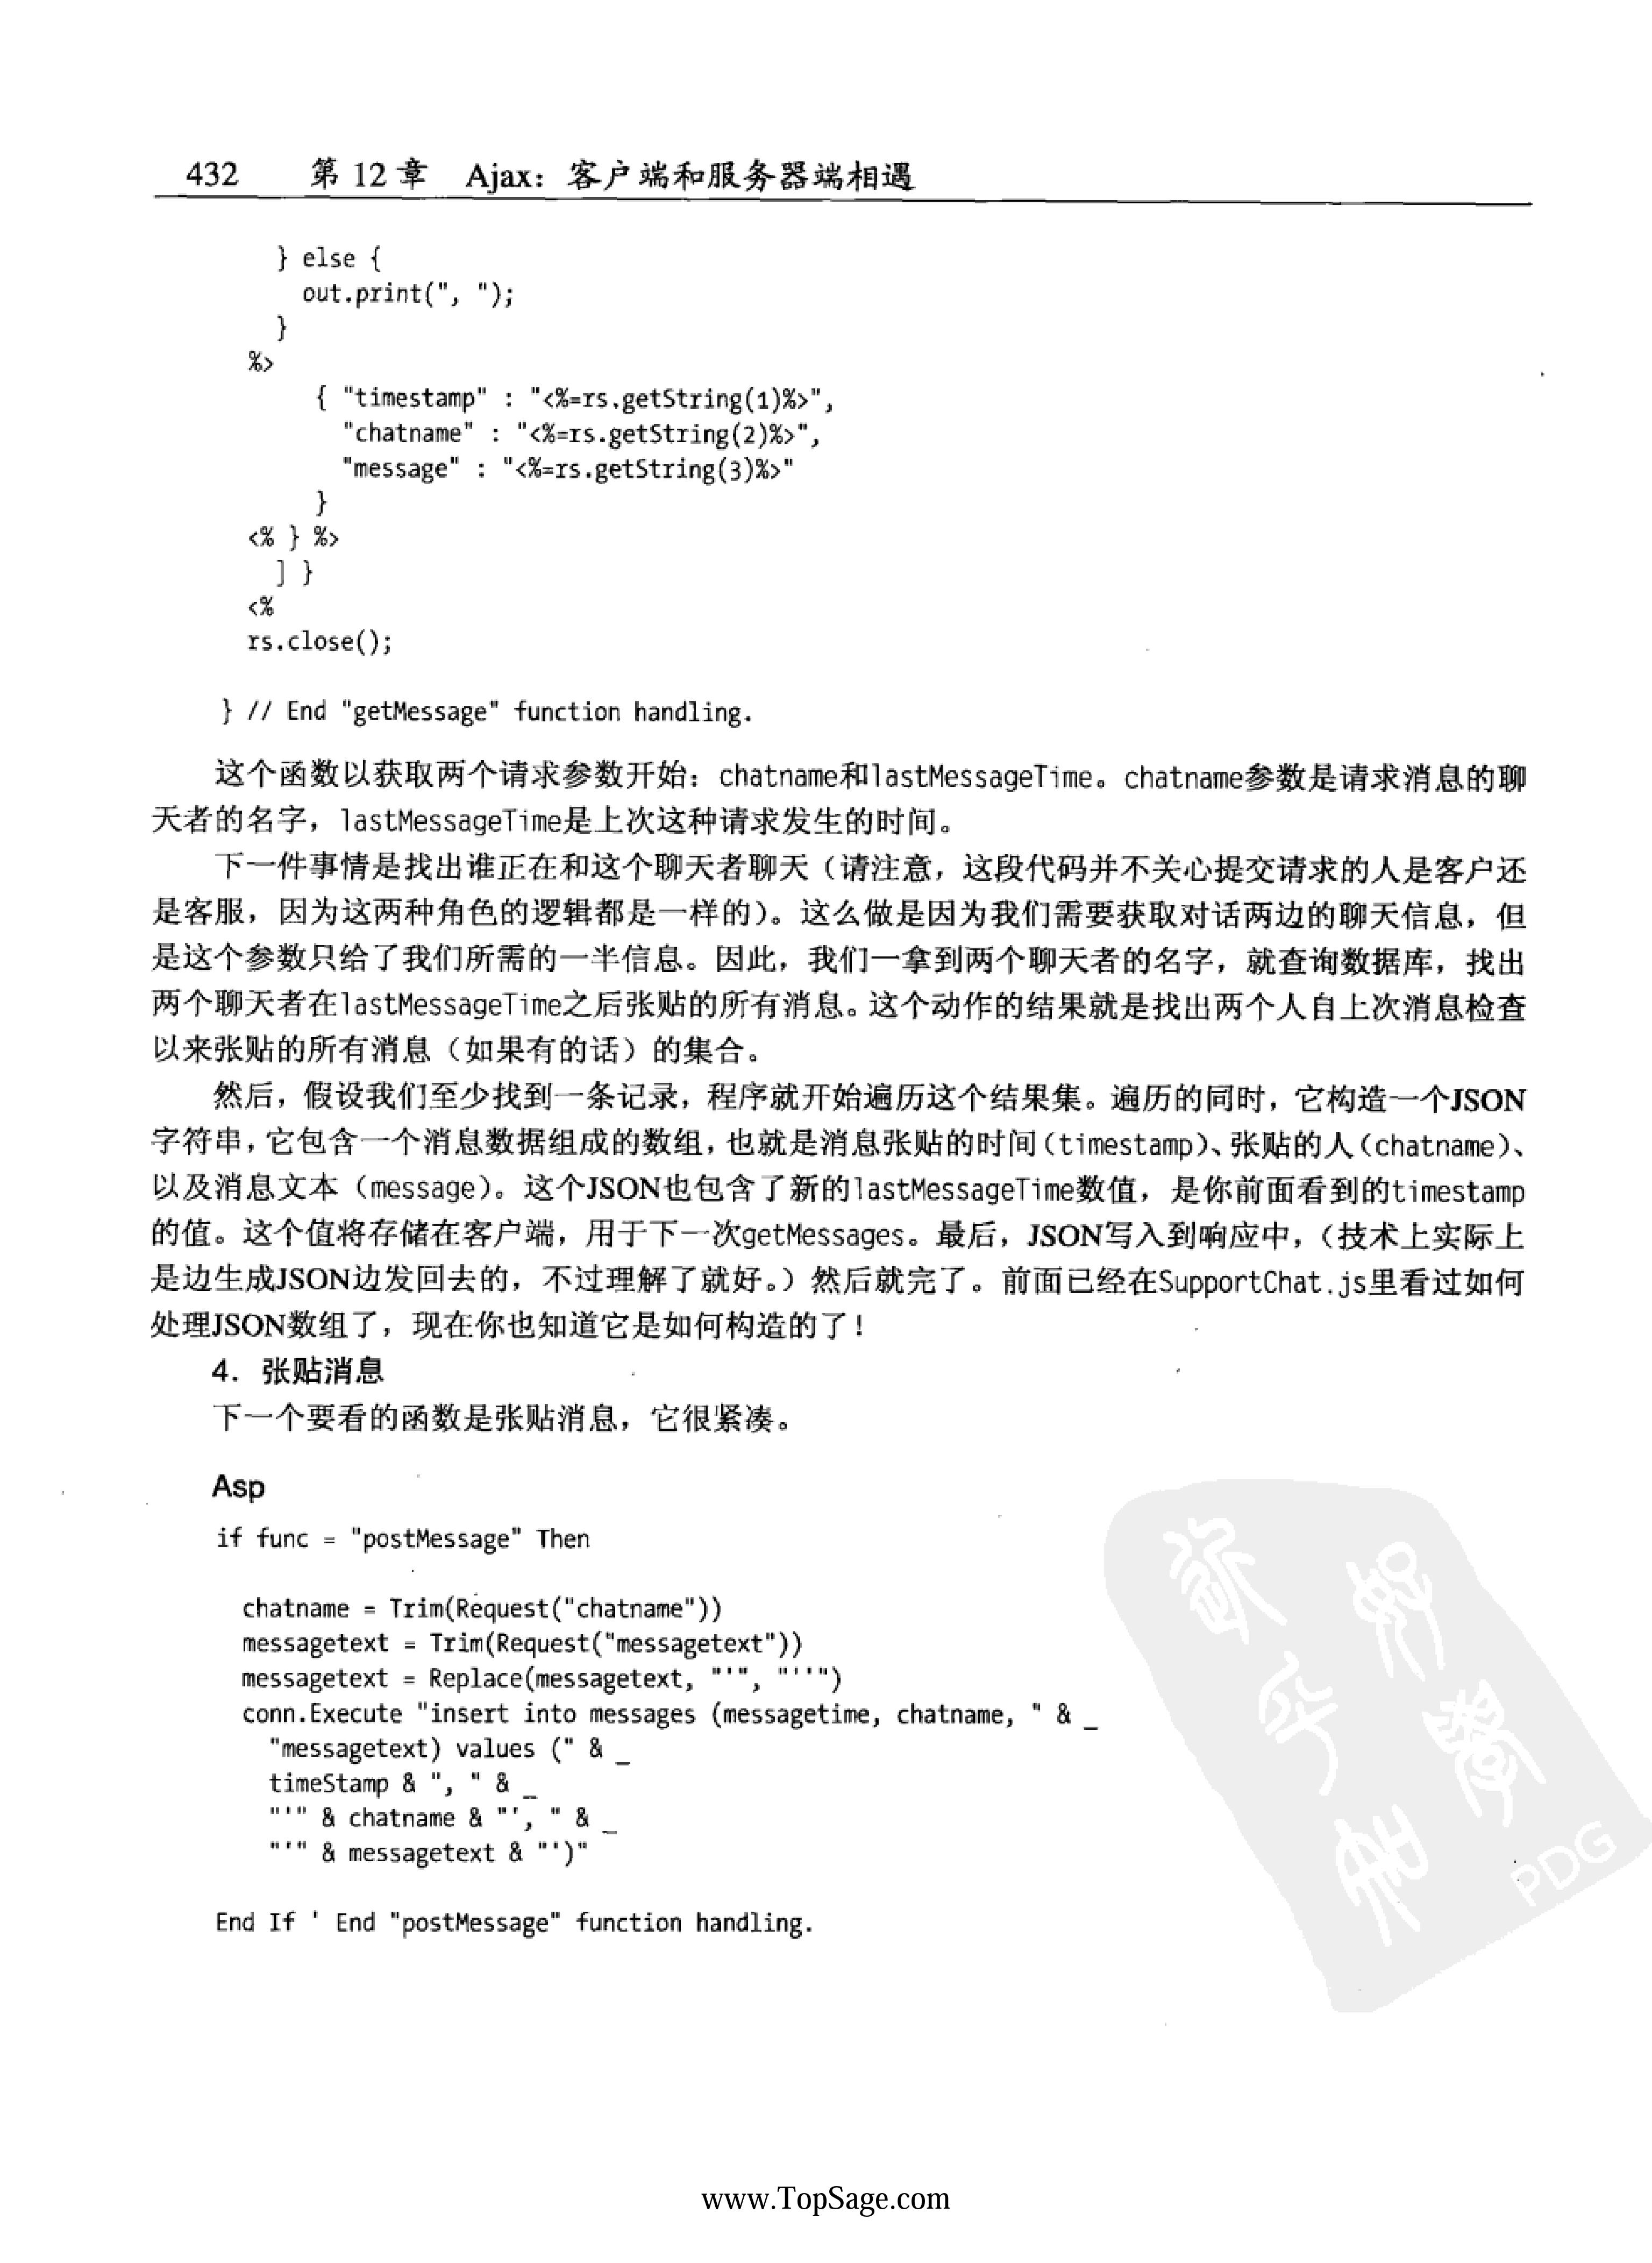 432 第 12 章 Ajax：客户端和服务器端相遇
} else {
out.print(", ");
}
%>
{ "timestamp" : "<%=rs.getString(1)%>",
"chatname" : "<%=rs.getString(2)%>",
"message" : "<%=rs.getString(3)%>"
}
<% } %>
] }
<%
rs.close();
} // End "getMessage" function handling.
这个函数以获取两个请求参数开始：chatname和lastMessageTime。chatname参数是请求消息的聊
天者的名字，lastMessageTime是上次这种请求发生的时间。
下一件事情是找出谁正在和这个聊天者聊天（请注意，这段代码并不关心提交请求的人是客户还
是客服，因为这两种角色的逻辑都是一样的）。这么做是因为我们需要获取对话两边的聊天信息，但
是这个参数只给了我们所需的一半信息。因此，我们一拿到两个聊天者的名字，就查询数据库，找出
两个聊天者在lastMessageTime之后张贴的所有消息。这个动作的结果就是找出两个人自上次消息检查
以来张贴的所有消息（如果有的话）的集合。
然后，假设我们至少找到一条记录，程序就开始遍历这个结果集。遍历的同时，它构造一个JSON
字符串，它包含一个消息数据组成的数组，也就是消息张贴的时间（timestamp）、张贴的人（chatname）、
以及消息文本（message）。这个JSON也包含了新的lastMessageTime数值，是你前面看到的timestamp
的值。这个值将存储在客户端，用于下一次getMessages。最后，JSON写入到响应中，（技术上实际上
是边生成JSON边发回去的，不过理解了就好。）然后就完了。前面已经在SupportChat.js里看过如何
处理JSON数组了，现在你也知道它是如何构造的了！
4. 张贴消息
下一个要看的函数是张贴消息，它很紧凑。
Asp
if func = "postMessage" Then
chatname = Trim(Request("chatname"))
messagetext = Trim(Request("messagetext"))
messagetext = Replace(messagetext, "'", "''")
conn.Execute "insert into messages (messagetime, chatname, " & _
"messagetext) values (" & _
timeStamp & ", " & _
"'" & chatname & "', " & _
"'" & messagetext & "')"
End If ' End "postMessage" function handling.
PDG
www.TopSage.com